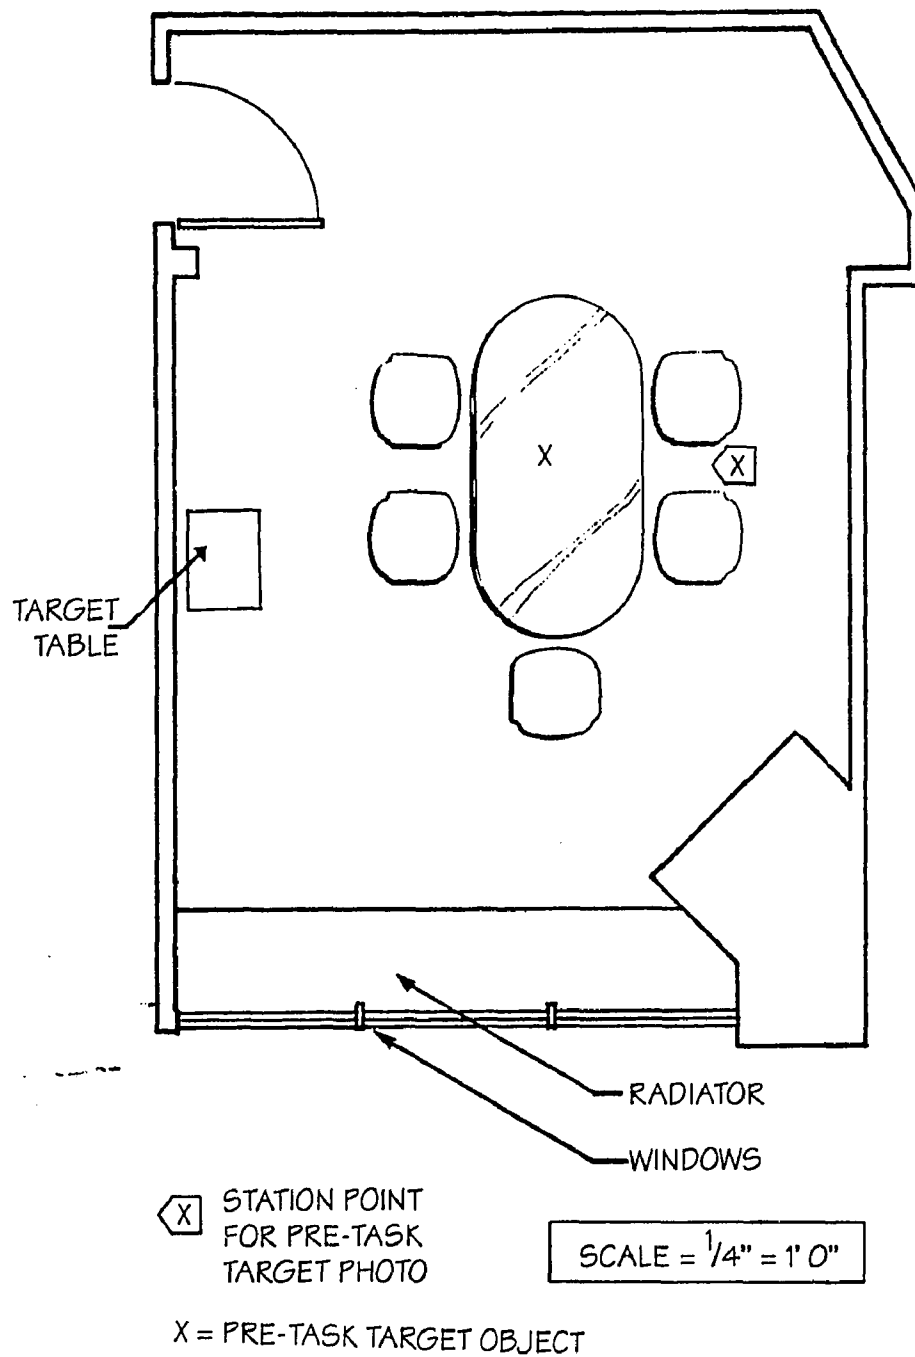 X
X
TARGET
TABLE
RADIATOR
WINDOWS
X
STATION POINT
FOR PRE-TASK
TARGET PHOTO
SCALE = 1/4" = 1' 0"
X = PRE-TASK TARGET OBJECT